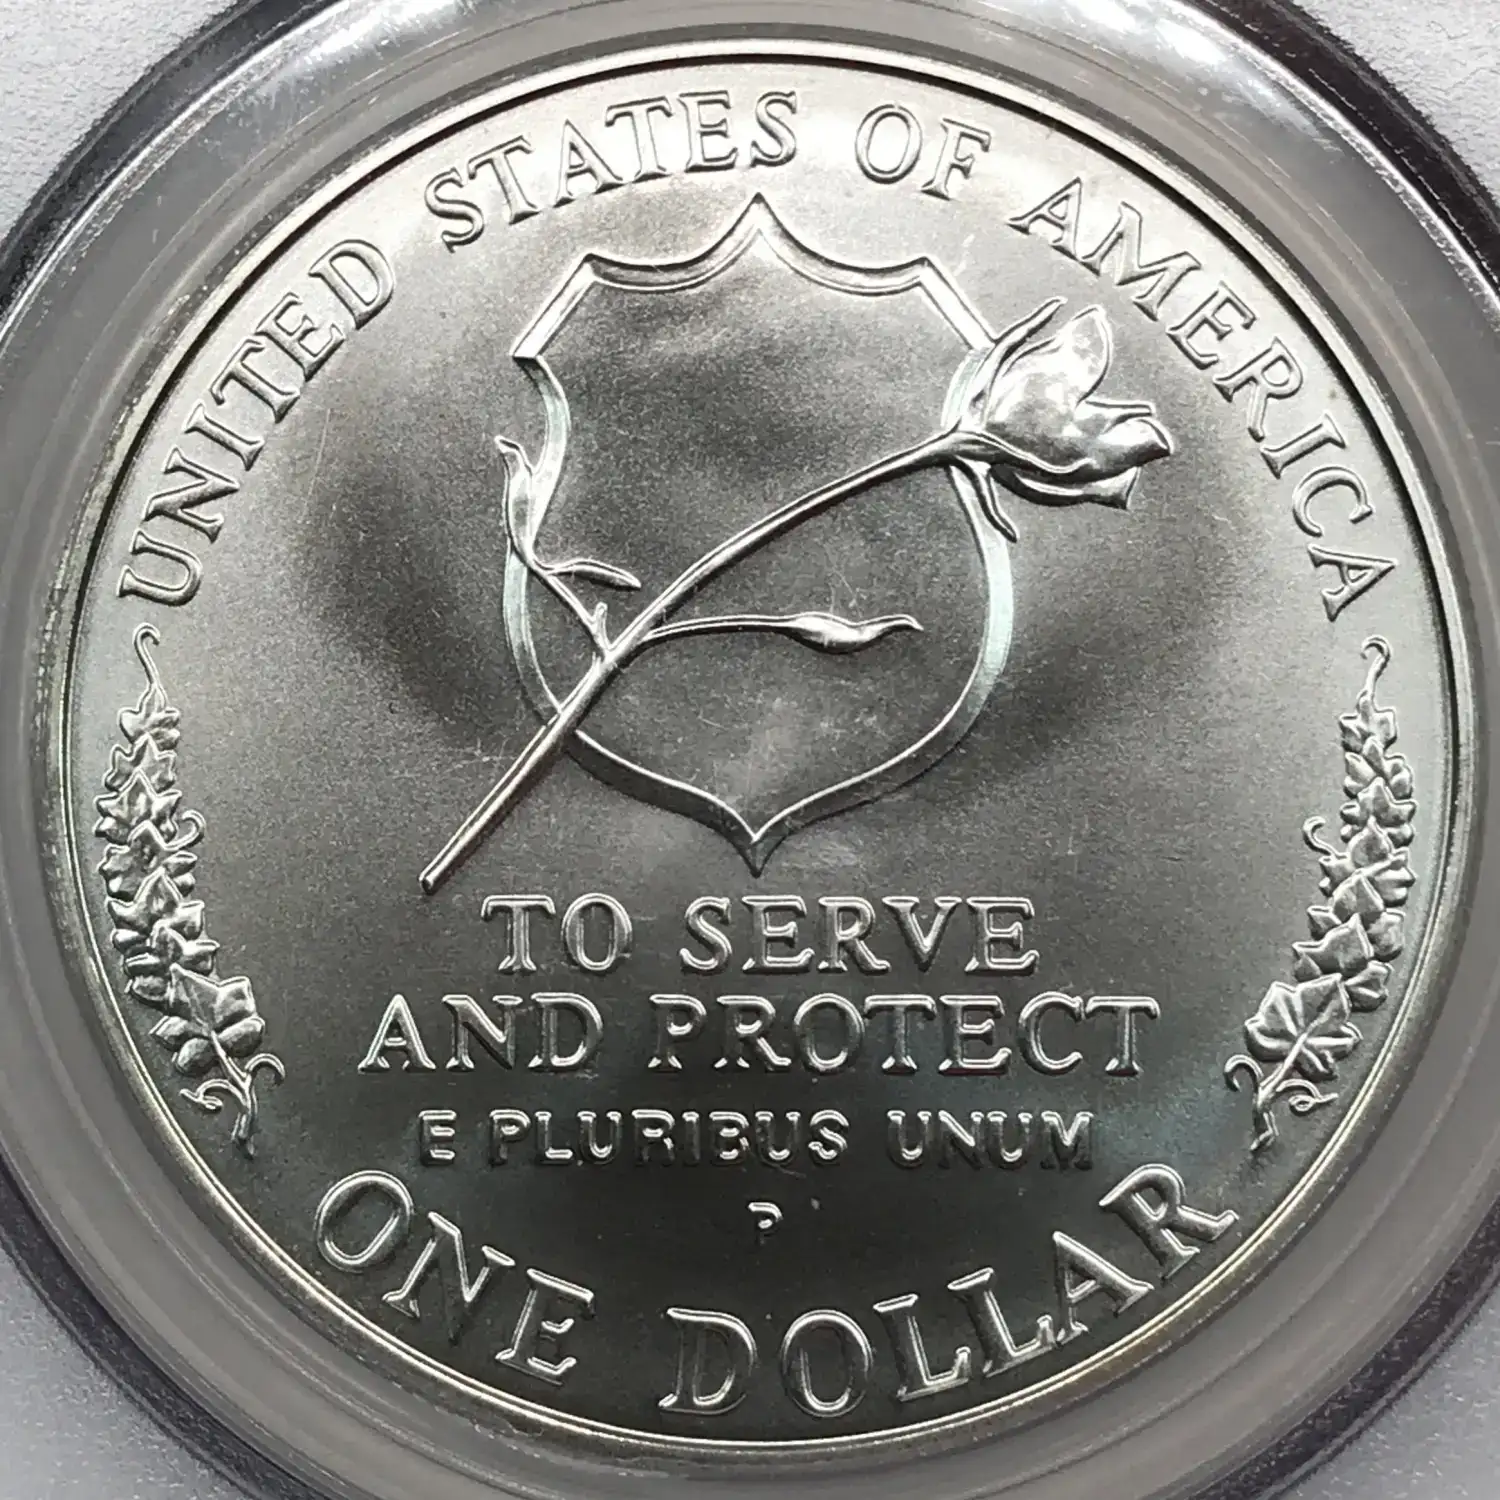 UNITED STATES OF AMERICA
TO SERVE
AND PROTECT
E PLURIBUS UNUM
P
ONE DOLLAR